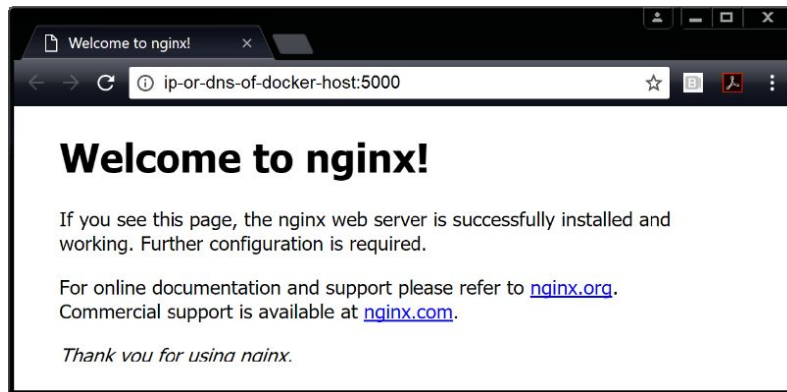 Welcome to nginx!
ip-or-dns-of-docker-host:5000
Welcome to nginx!
If you see this page, the nginx web server is successfully installed and
working. Further configuration is required.
For online documentation and support please refer to nginx.org.
Commercial support is available at nginx.com.
Thank you for using nginx.